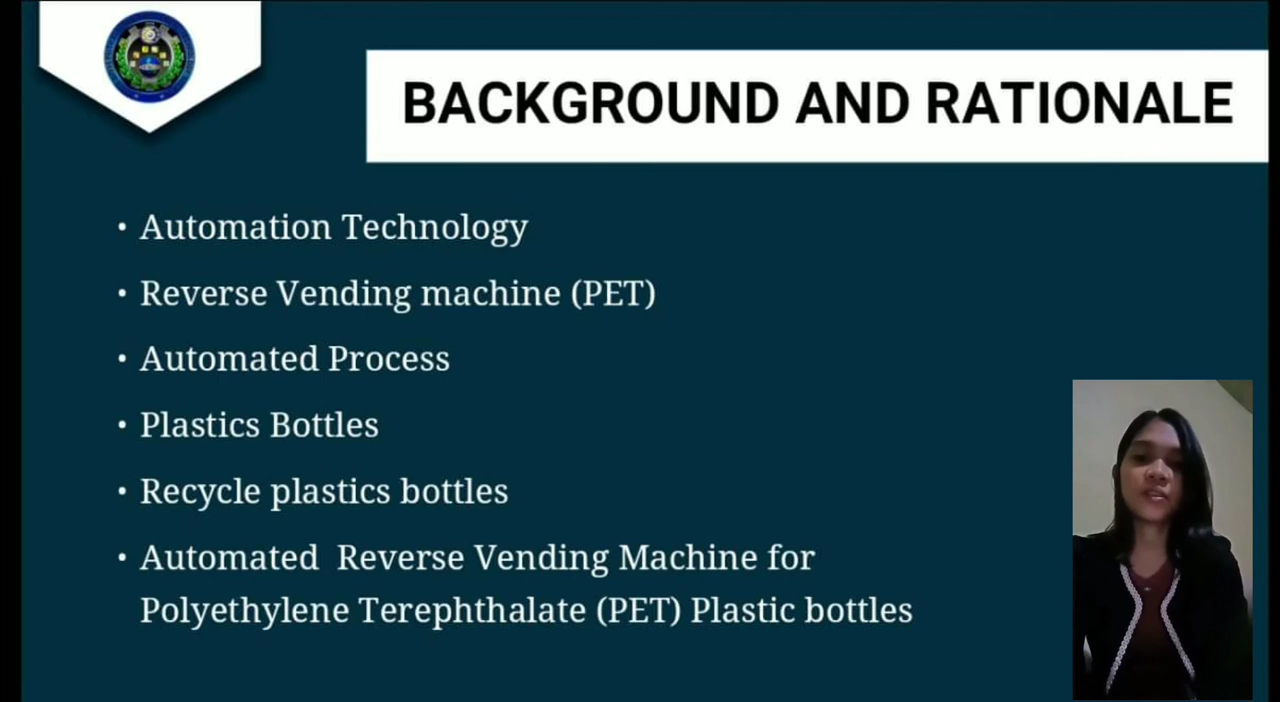 BACKGROUND AND RATIONALE
• Automation Technology
• Reverse Vending machine (PET)
• Automated Process
• Plastics Bottles
• Recycle plastics bottles
• Automated  Reverse Vending Machine for
Polyethylene Terephthalate (PET) Plastic bottles